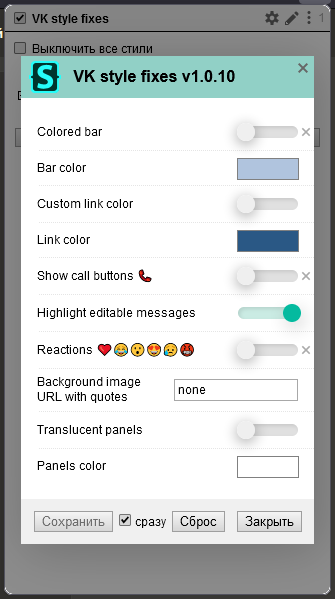 VK style fixes
1
Выключить все стили
VK style fixes v1.0.10
Colored bar
Bar color
Custom link color
Link color
Show call buttons 📞
Highlight editable messages
Reactions ❤️😂😮😍😢😡
Background image
URL with quotes
none
Translucent panels
Panels color
Сохранить
сразу
Сброс
Закрыть